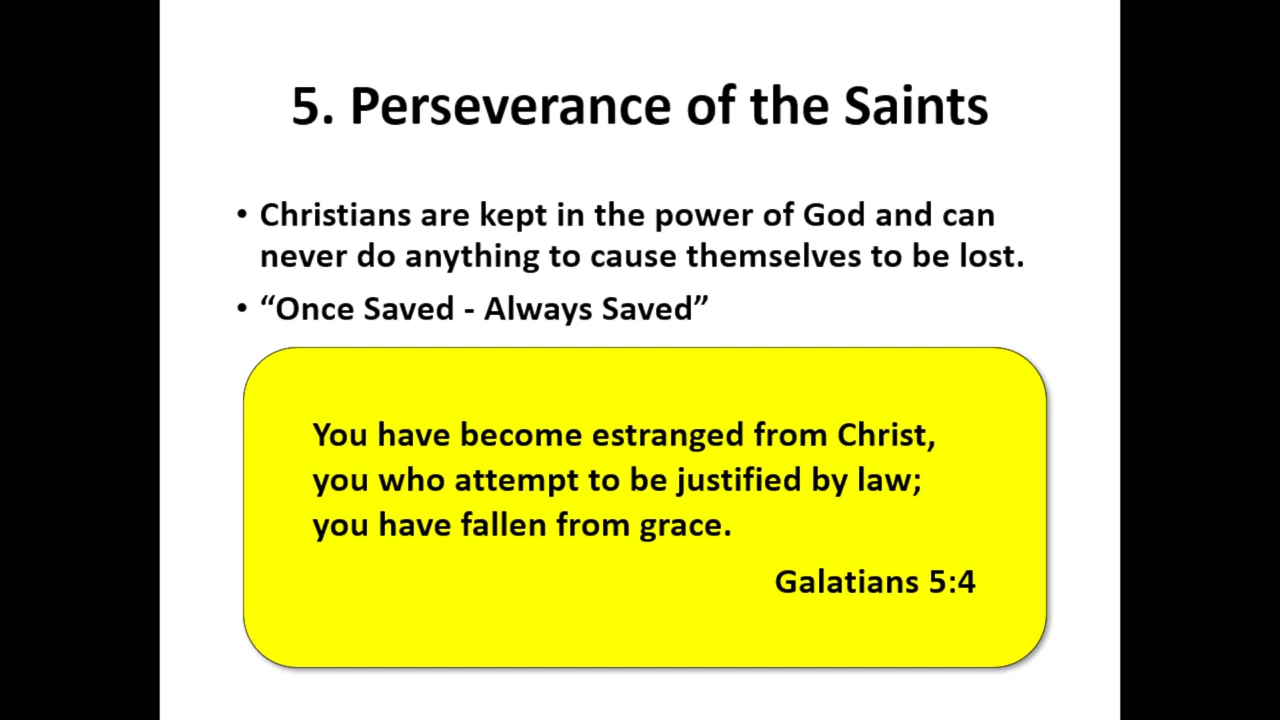 5. Perseverance of the Saints
• Christians are kept in the power of God and can
never do anything to cause themselves to be lost.
• “Once Saved - Always Saved”
You have become estranged from Christ,
you who attempt to be justified by law;
you have fallen from grace.
Galatians 5:4